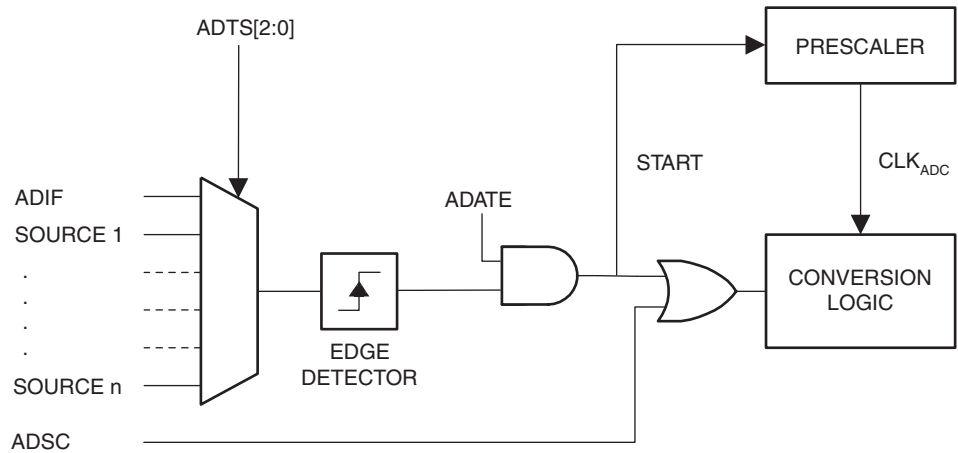 ADTS[2:0]
PRESCALER
START
CLKADC
ADIF
ADATE
SOURCE 1
.
.
.
.
CONVERSION
LOGIC
EDGE
DETECTOR
SOURCE n
ADSC